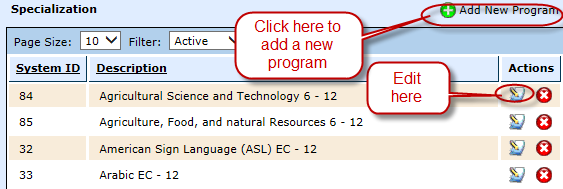 Specialization
Click here to
add a new
program
Add New Program
Page Size: 10 Filter: Active
System ID Description Actions
Edit
here
84 Agricultural Science and Technology 6 - 12
85 Agriculture, Food, and natural Resources 6 - 12
32 American Sign Language (ASL) EC - 12
33 Arabic EC - 12